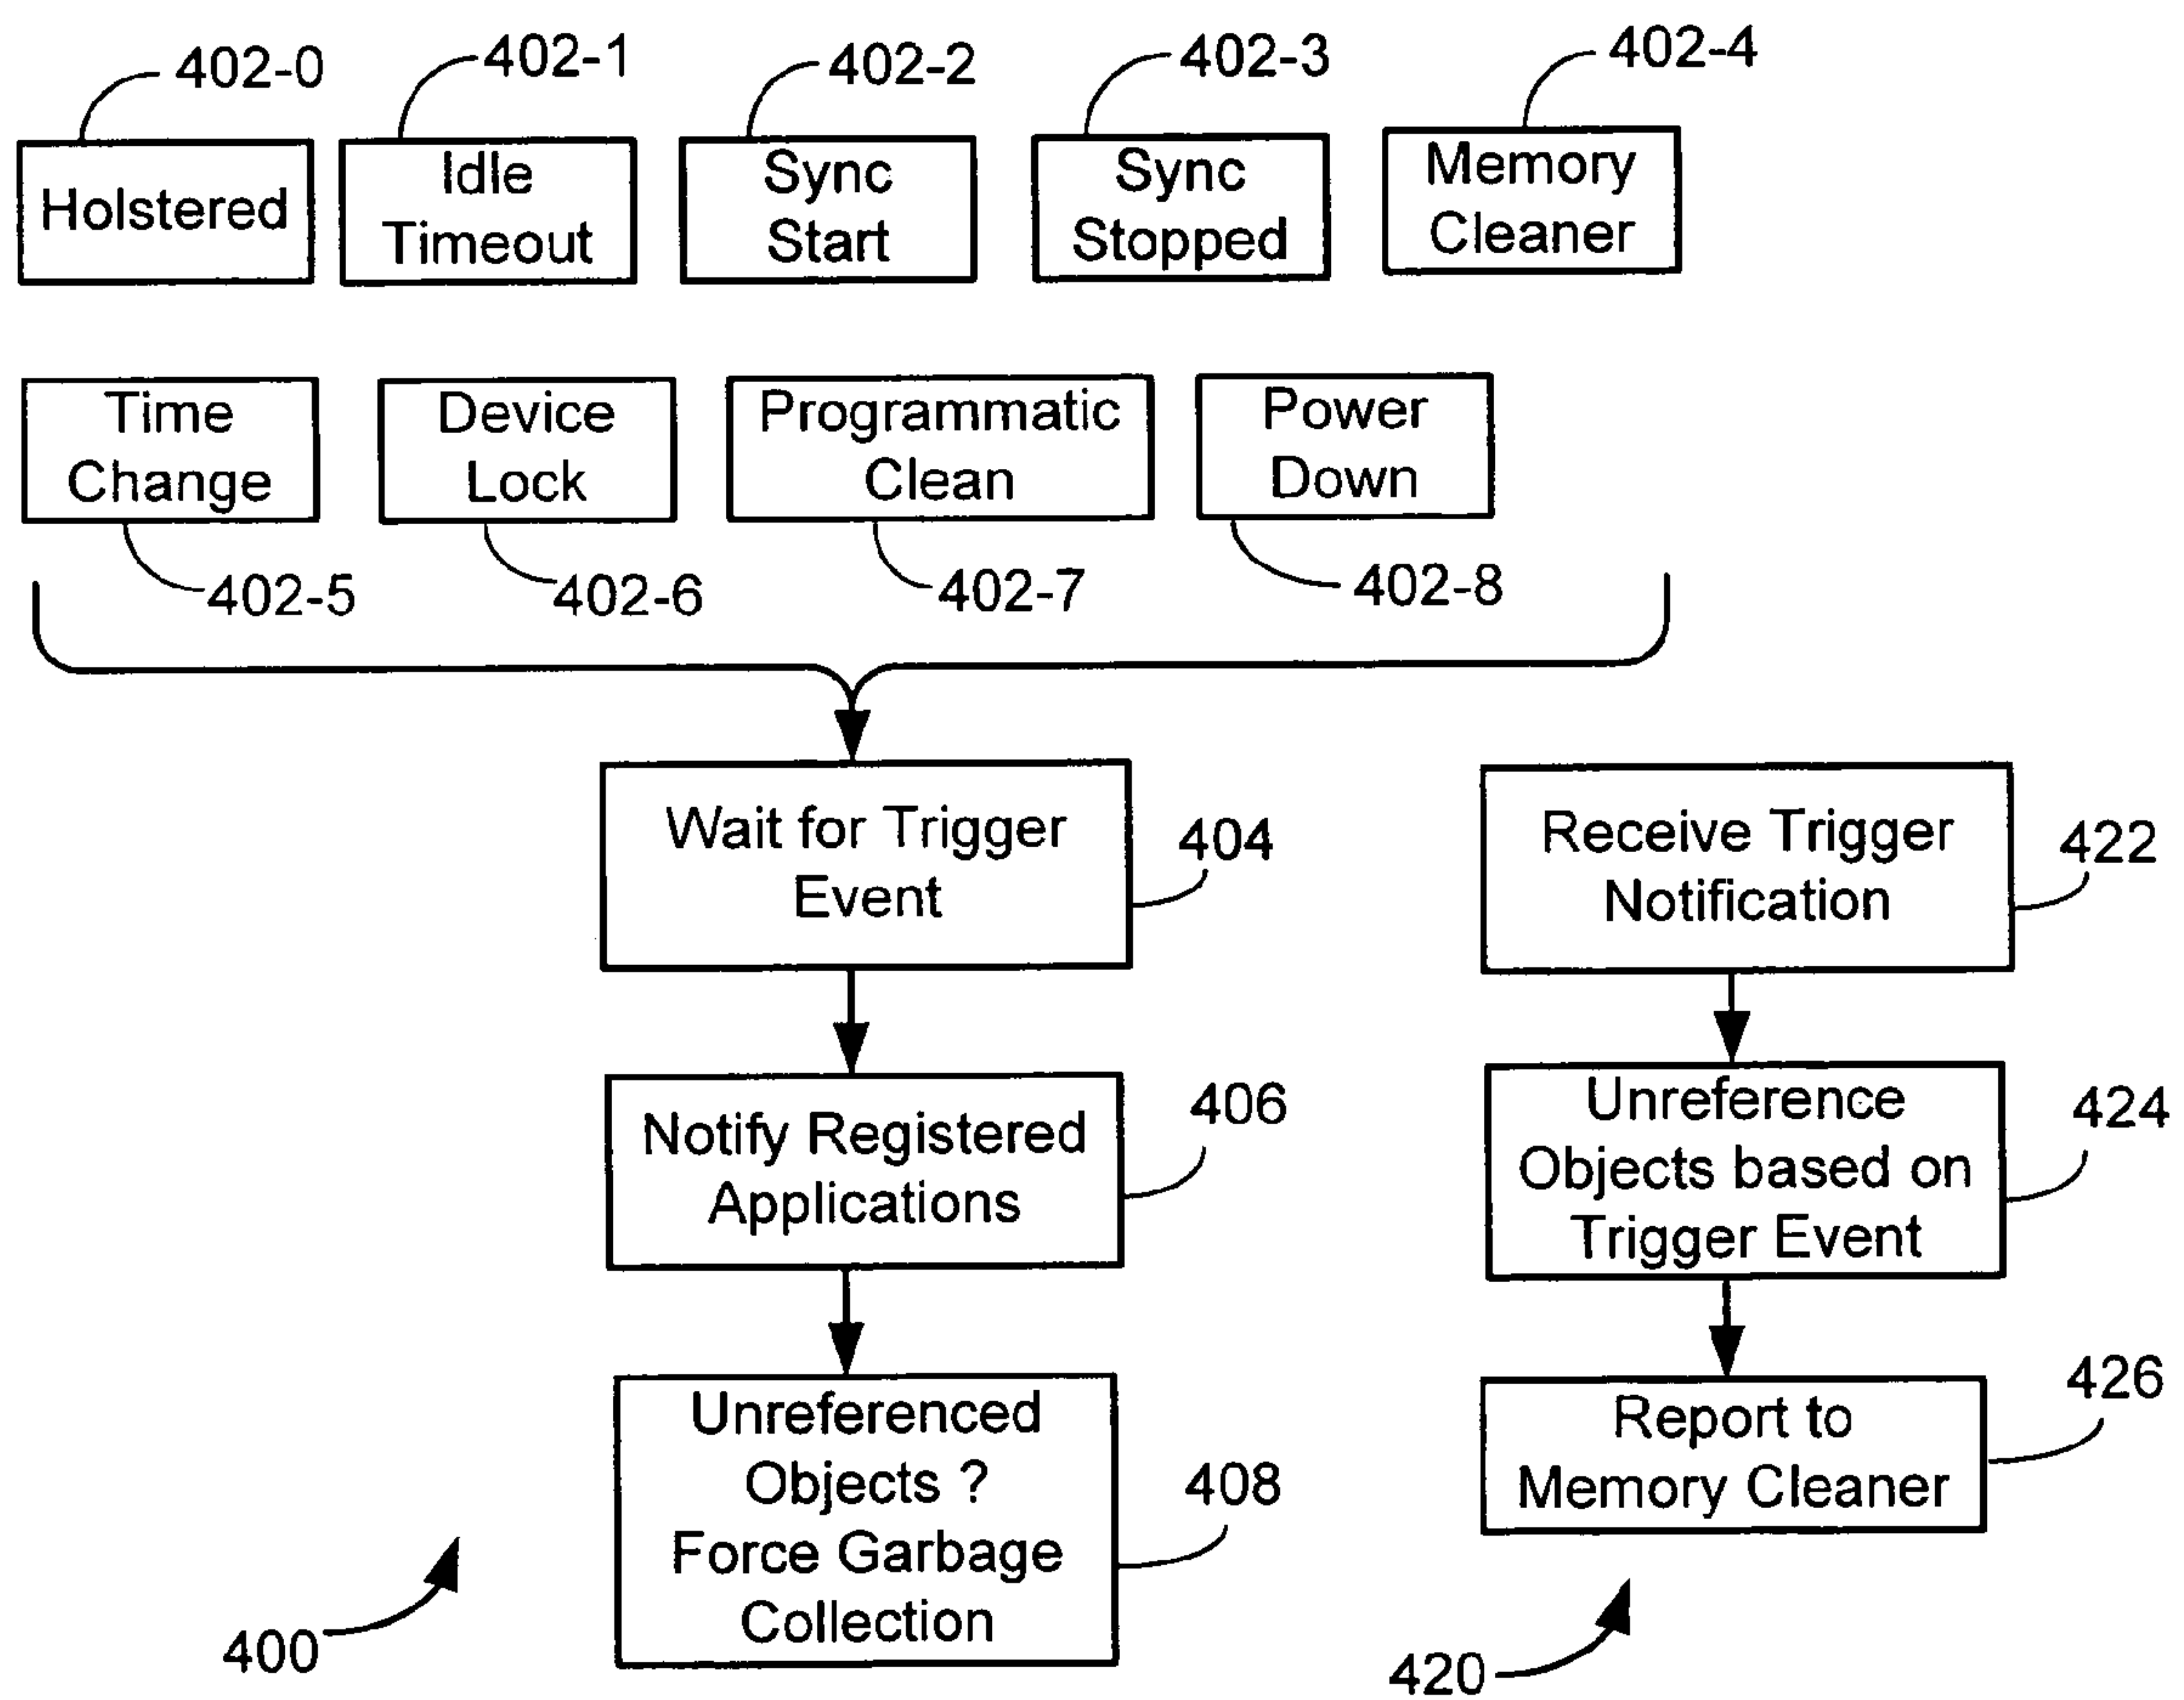 402-0
402-1
402-2
402-3
402-4
Holstered
Idle
Timeout
Sync
Start
Sync
Stopped
Memory
Cleaner
Time
Change
Device
Lock
Programmatic
Clean
Power
Down
402-5
402-6
402-7
402-8
Wait for Trigger
Event
404
Notify Registered
Applications
406
Unreferenced
Objects ?
Force Garbage
Collection
408
400
Receive Trigger
Notification
422
Unreference
Objects based on
Trigger Event
424
Report to
Memory Cleaner
426
420